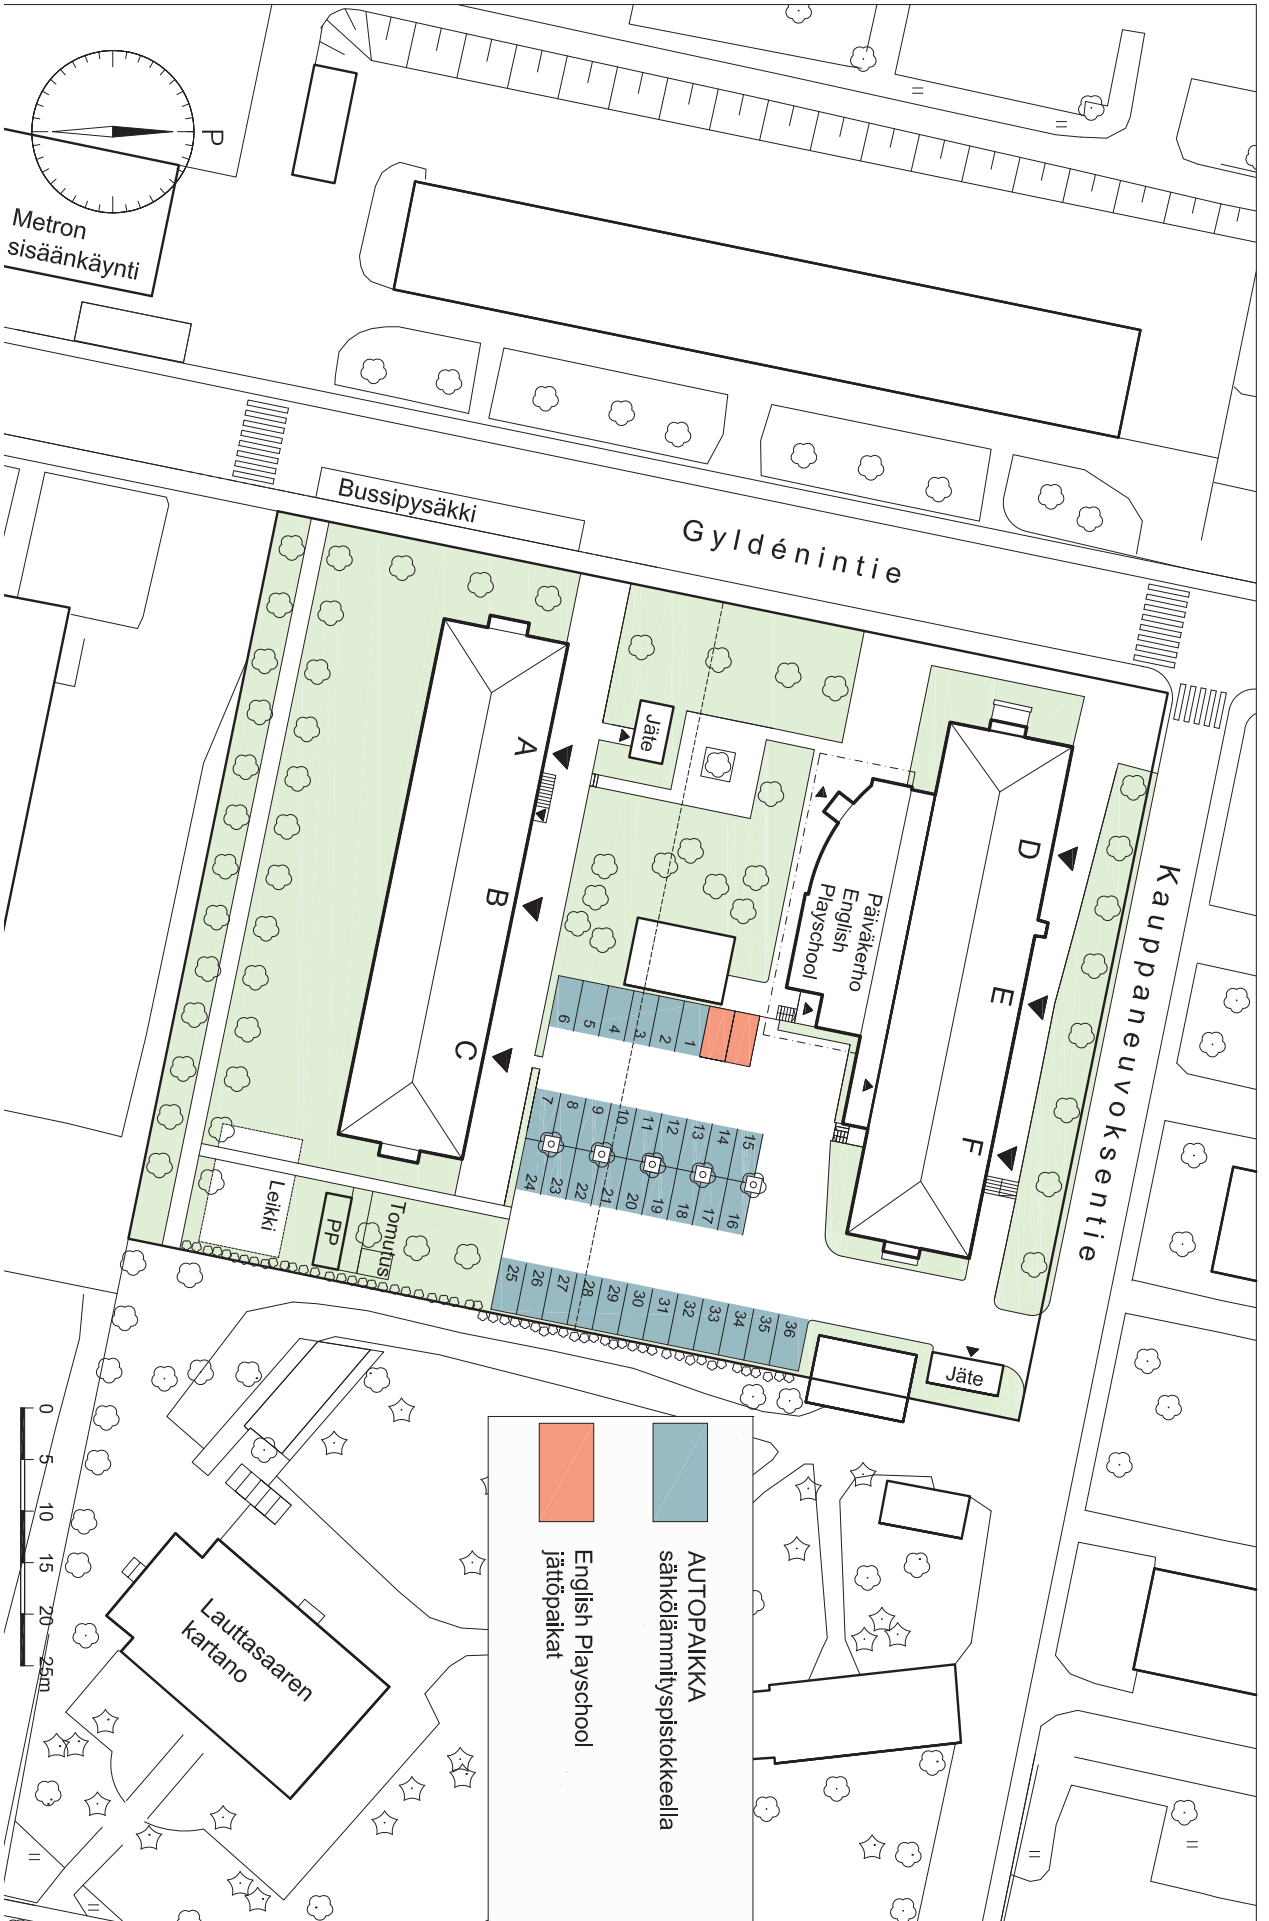 P
Metron
sisäänkäynti
Bussipysäkki
Gyldénintie
Kauppaneuvoksentie
Jäte
A
B
C
D
E
F
Päiväkerho
English
Playschool
1
2
3
4
5
6
7
8
9
10
11
12
13
14
15
16
17
18
19
20
21
22
23
24
25
26
27
28
29
30
31
32
33
34
35
36
Leikki
PP
Tomutus
Jäte
AUTOPAIKKA
sähkölämmityspistokkeella
English Playschool
jättöpaikat
Lauttasaaren
kartano
0 5 10 15 20 25m